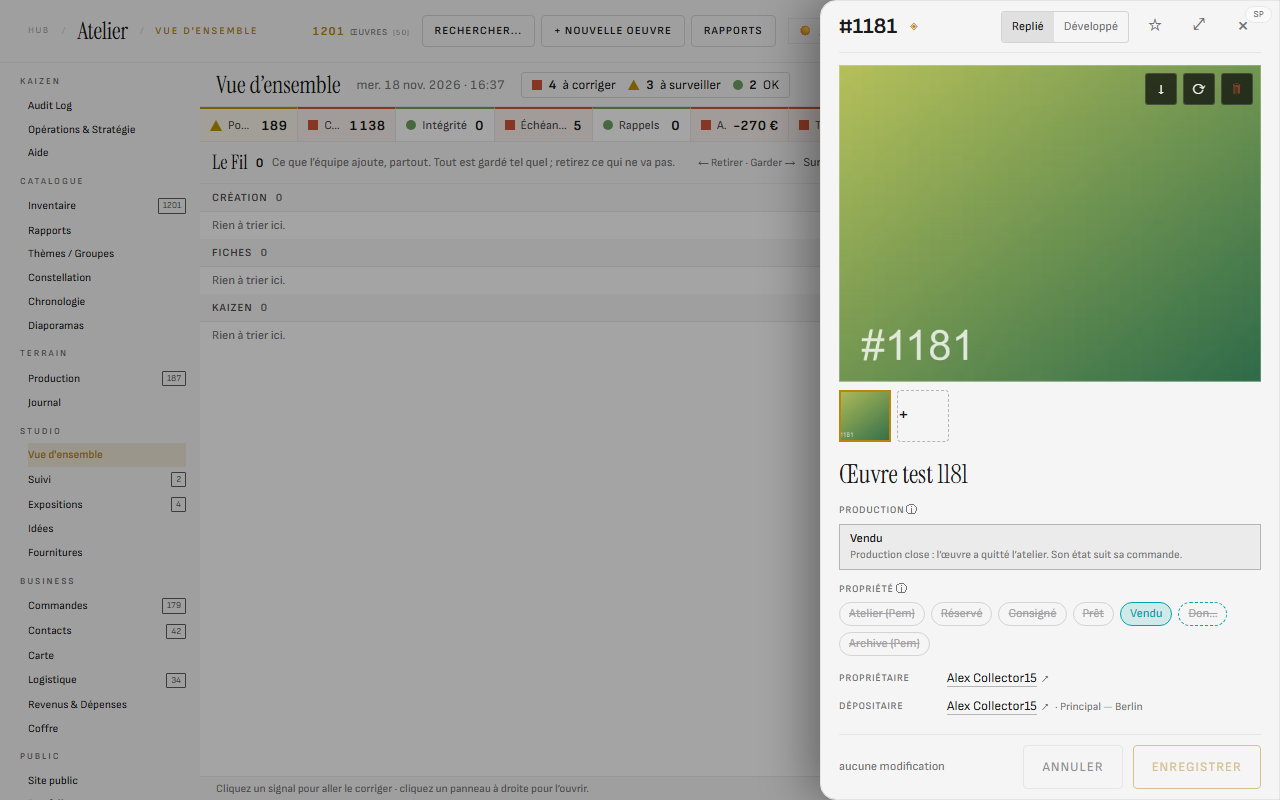 HUB / Atelier / VUE D'ENSEMBLE
1201 ŒUVRES (50)
RECHERCHER...
+ NOUVELLE OEUVRE
RAPPORTS
KAIZEN
Audit Log
Opérations & Stratégie
Aide
CATALOGUE
Inventaire 1201
Rapports
Thèmes / Groupes
Constellation
Chronologie
Diaporamas
TERRAIN
Production 187
Journal
STUDIO
Vue d'ensemble
Suivi 2
Expositions 4
Idées
Fournitures
BUSINESS
Commandes 179
Contacts 42
Carte
Logistique 34
Revenus & Dépenses
Coffre
PUBLIC
Site public
Vue d'ensemble mer. 18 nov. 2026 · 16:37 4 à corriger 3 à surveiller 2 OK
Po... 189 C... 1138 Intégrité 0 Échéan... 5 Rappels 0 A. -270 €
Le Fil 0 Ce que l'équipe ajoute, partout. Tout est gardé tel quel ; retirez ce qui ne va pas. ← Retirer · Garder →
CRÉATION 0
Rien à trier ici.
FICHES 0
Rien à trier ici.
KAIZEN 0
Rien à trier ici.
Cliquez un signal pour aller le corriger · cliquez un panneau à droite pour l'ouvrir.
#1181
Replié Développé
SP
#1181
1181
+
Œuvre test 1181
PRODUCTION
Vendu
Production close : l'œuvre a quitté l'atelier. Son état suit sa commande.
PROPRIÉTÉ
Atelier (Pem) Réservé Consigné Prêt Vendu Don...
Archive (Pem)
PROPRIÉTAIRE Alex Collector15 ↗
DÉPOSITAIRE Alex Collector15 ↗ · Principal — Berlin
aucune modification
ANNULER
ENREGISTRER